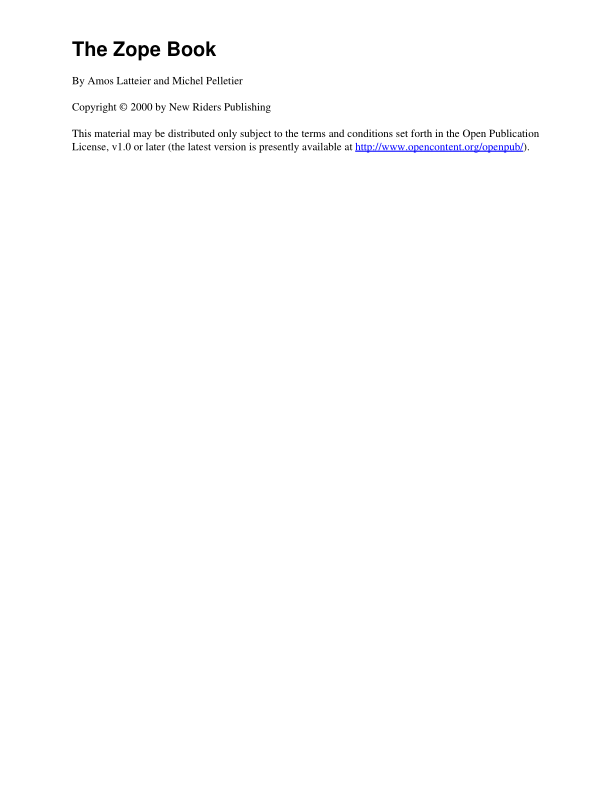 The Zope Book
By Amos Latteier and Michel Pelletier
Copyright © 2000 by New Riders Publishing
This material may be distributed only subject to the terms and conditions set forth in the Open Publication
License, v1.0 or later (the latest version is presently available at http://www.opencontent.org/openpub/).